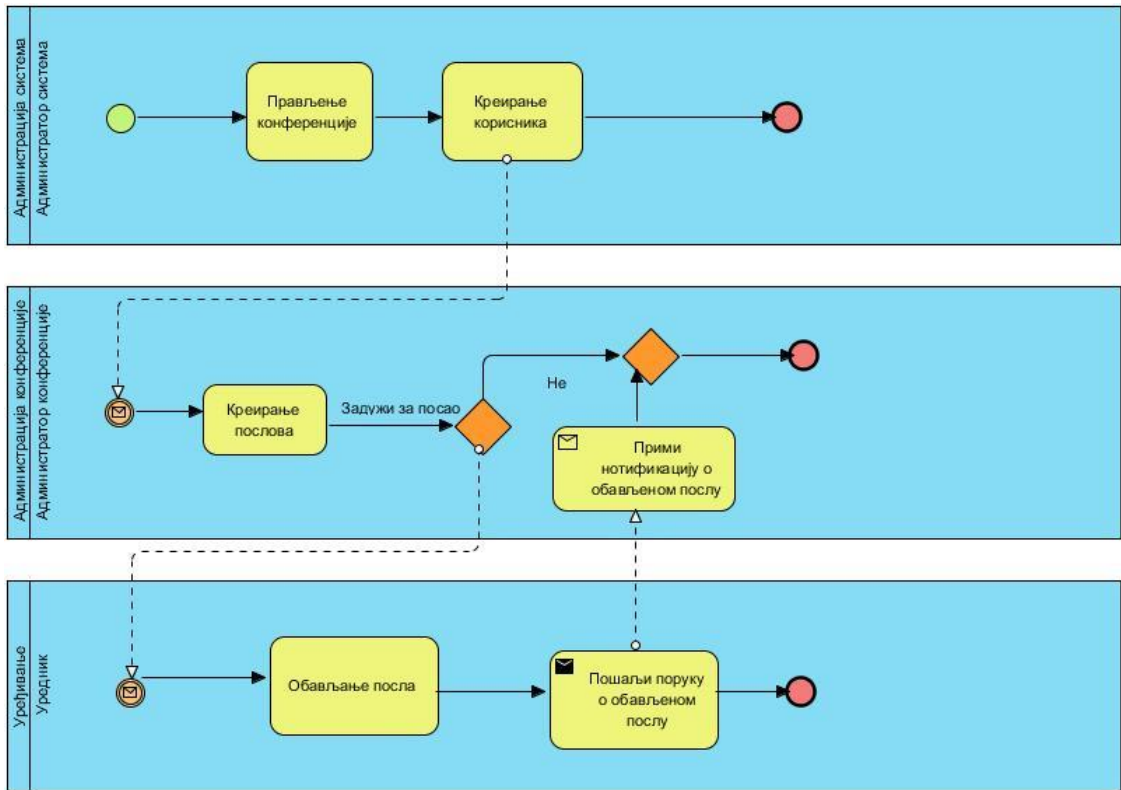 Администрација система
Администратор система
Прављење
конференције
Креирање
корисника
Администрација конференције
Администратор конференције
Креирање
послова
Задужи за посао
Не
Прими
нотификацију о
обављеном послу
Уређивање
Уредник
Обављање посла
Пошаљи поруку
о обављеном
послу